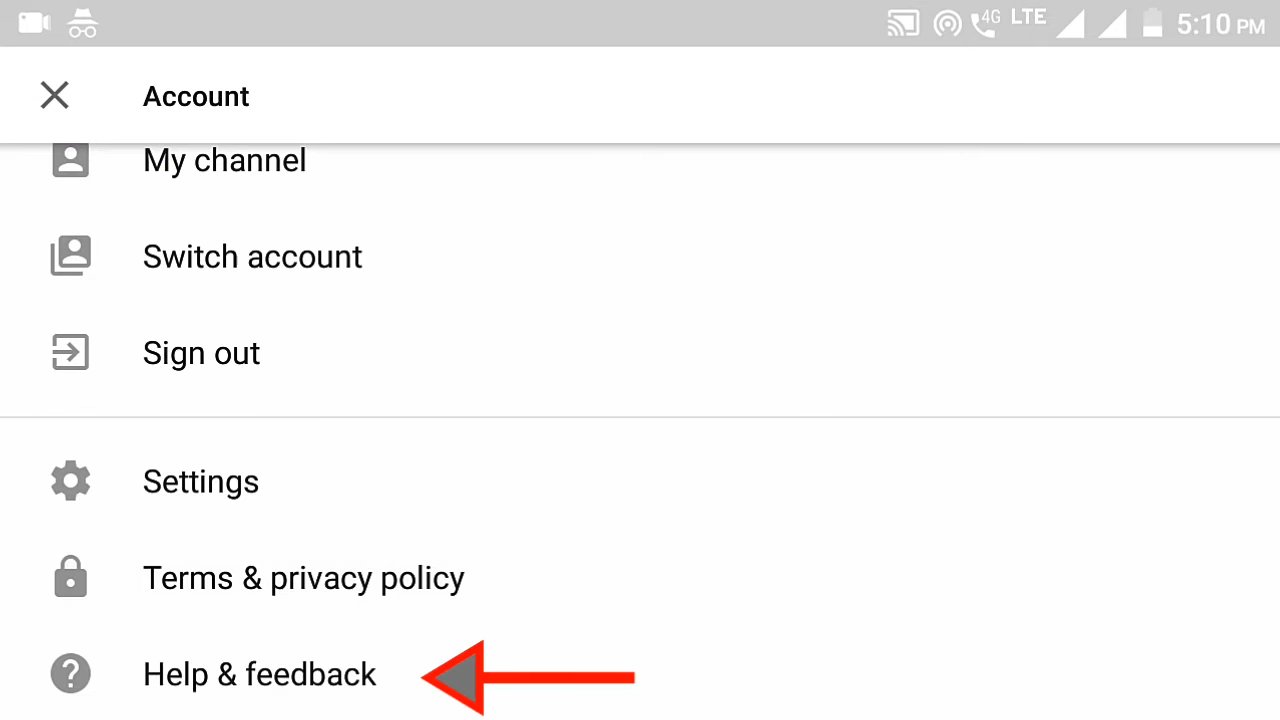 4G LTE 5:10 PM
Account
My channel
Switch account
Sign out
Settings
Terms & privacy policy
Help & feedback